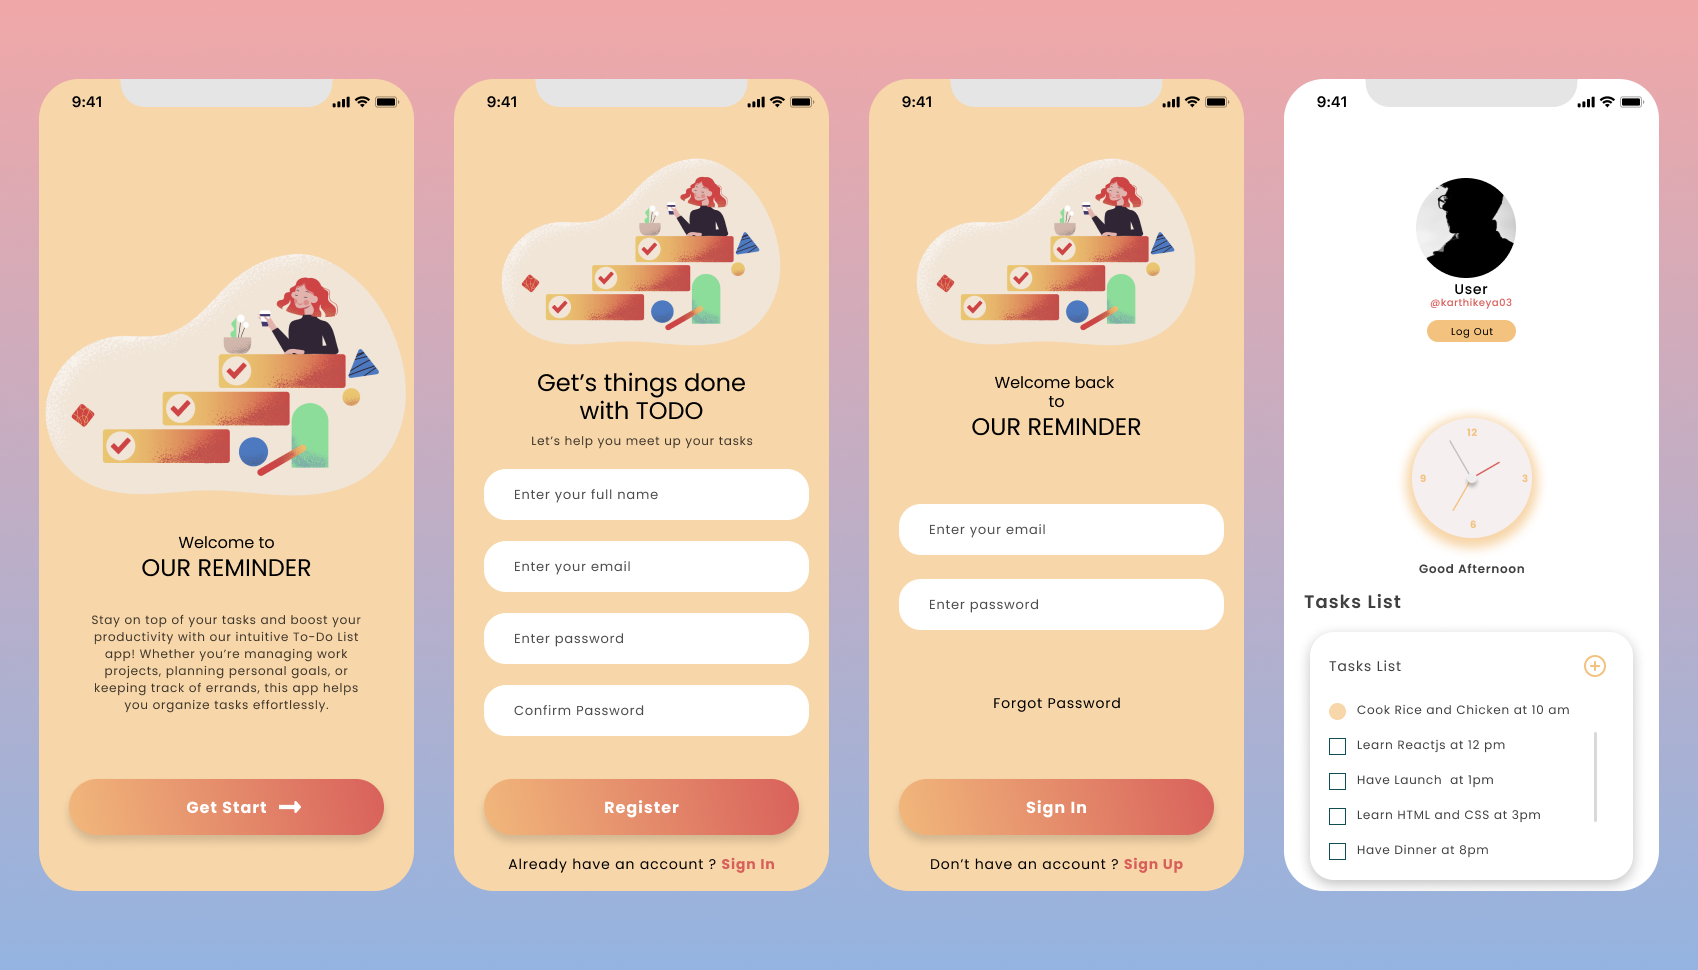 9:41
Welcome to
OUR REMINDER
Stay on top of your tasks and boost your
productivity with our intuitive To-Do List
app! Whether you're managing work
projects, planning personal goals, or
keeping track of errands, this app helps
you organize tasks effortlessly.
Get Start
9:41
Get's things done
with TODO
Let's help you meet up your tasks
Enter your full name
Enter your email
Enter password
Confirm Password
Register
Already have an account ? Sign In
9:41
Welcome back
to
OUR REMINDER
Enter your email
Enter password
Forgot Password
Sign In
Don't have an account ? Sign Up
9:41
User
@karthikeya03
Log Out
12
9 3
6
Good Afternoon
Tasks List
Tasks List
Cook Rice and Chicken at 10 am
Learn Reactjs at 12 pm
Have Launch at 1pm
Learn HTML and CSS at 3pm
Have Dinner at 8pm